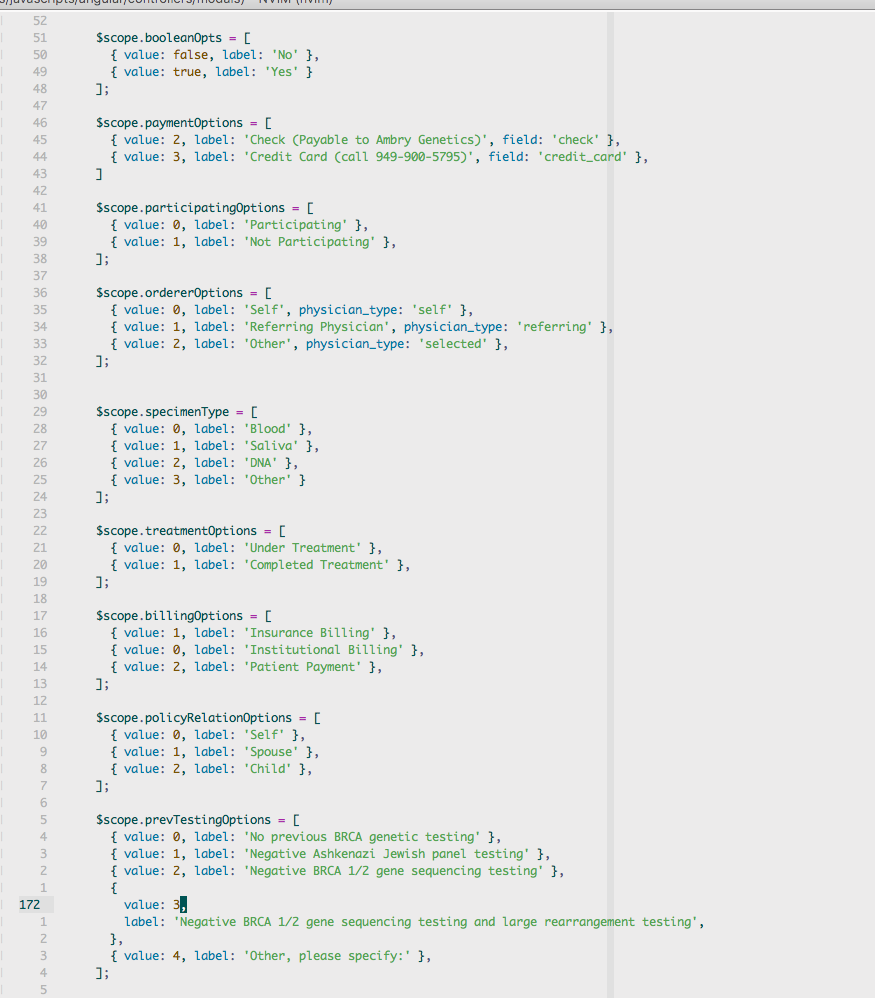 s/javascripts/angular/controllers/modals) - NVIM (nvim)
52
51 $scope.booleanOpts = [
50 { value: false, label: 'No' },
49 { value: true, label: 'Yes' }
48 ];
47
46 $scope.paymentOptions = [
45 { value: 2, label: 'Check (Payable to Ambry Genetics)', field: 'check' },
44 { value: 3, label: 'Credit Card (call 949-900-5795)', field: 'credit_card' },
43 ]
42
41 $scope.participatingOptions = [
40 { value: 0, label: 'Participating' },
39 { value: 1, label: 'Not Participating' },
38 ];
37
36 $scope.ordererOptions = [
35 { value: 0, label: 'Self', physician_type: 'self' },
34 { value: 1, label: 'Referring Physician', physician_type: 'referring' },
33 { value: 2, label: 'Other', physician_type: 'selected' },
32 ];
31
30
29 $scope.specimenType = [
28 { value: 0, label: 'Blood' },
27 { value: 1, label: 'Saliva' },
26 { value: 2, label: 'DNA' },
25 { value: 3, label: 'Other' }
24 ];
23
22 $scope.treatmentOptions = [
21 { value: 0, label: 'Under Treatment' },
20 { value: 1, label: 'Completed Treatment' },
19 ];
18
17 $scope.billingOptions = [
16 { value: 1, label: 'Insurance Billing' },
15 { value: 0, label: 'Institutional Billing' },
14 { value: 2, label: 'Patient Payment' },
13 ];
12
11 $scope.policyRelationOptions = [
10 { value: 0, label: 'Self' },
9 { value: 1, label: 'Spouse' },
8 { value: 2, label: 'Child' },
7 ];
6
5 $scope.prevTestingOptions = [
4 { value: 0, label: 'No previous BRCA genetic testing' },
3 { value: 1, label: 'Negative Ashkenazi Jewish panel testing' },
2 { value: 2, label: 'Negative BRCA 1/2 gene sequencing testing' },
1 {
172 value: 3,
1 label: 'Negative BRCA 1/2 gene sequencing testing and large rearrangement testing',
2 },
3 { value: 4, label: 'Other, please specify:' },
4 ];
5